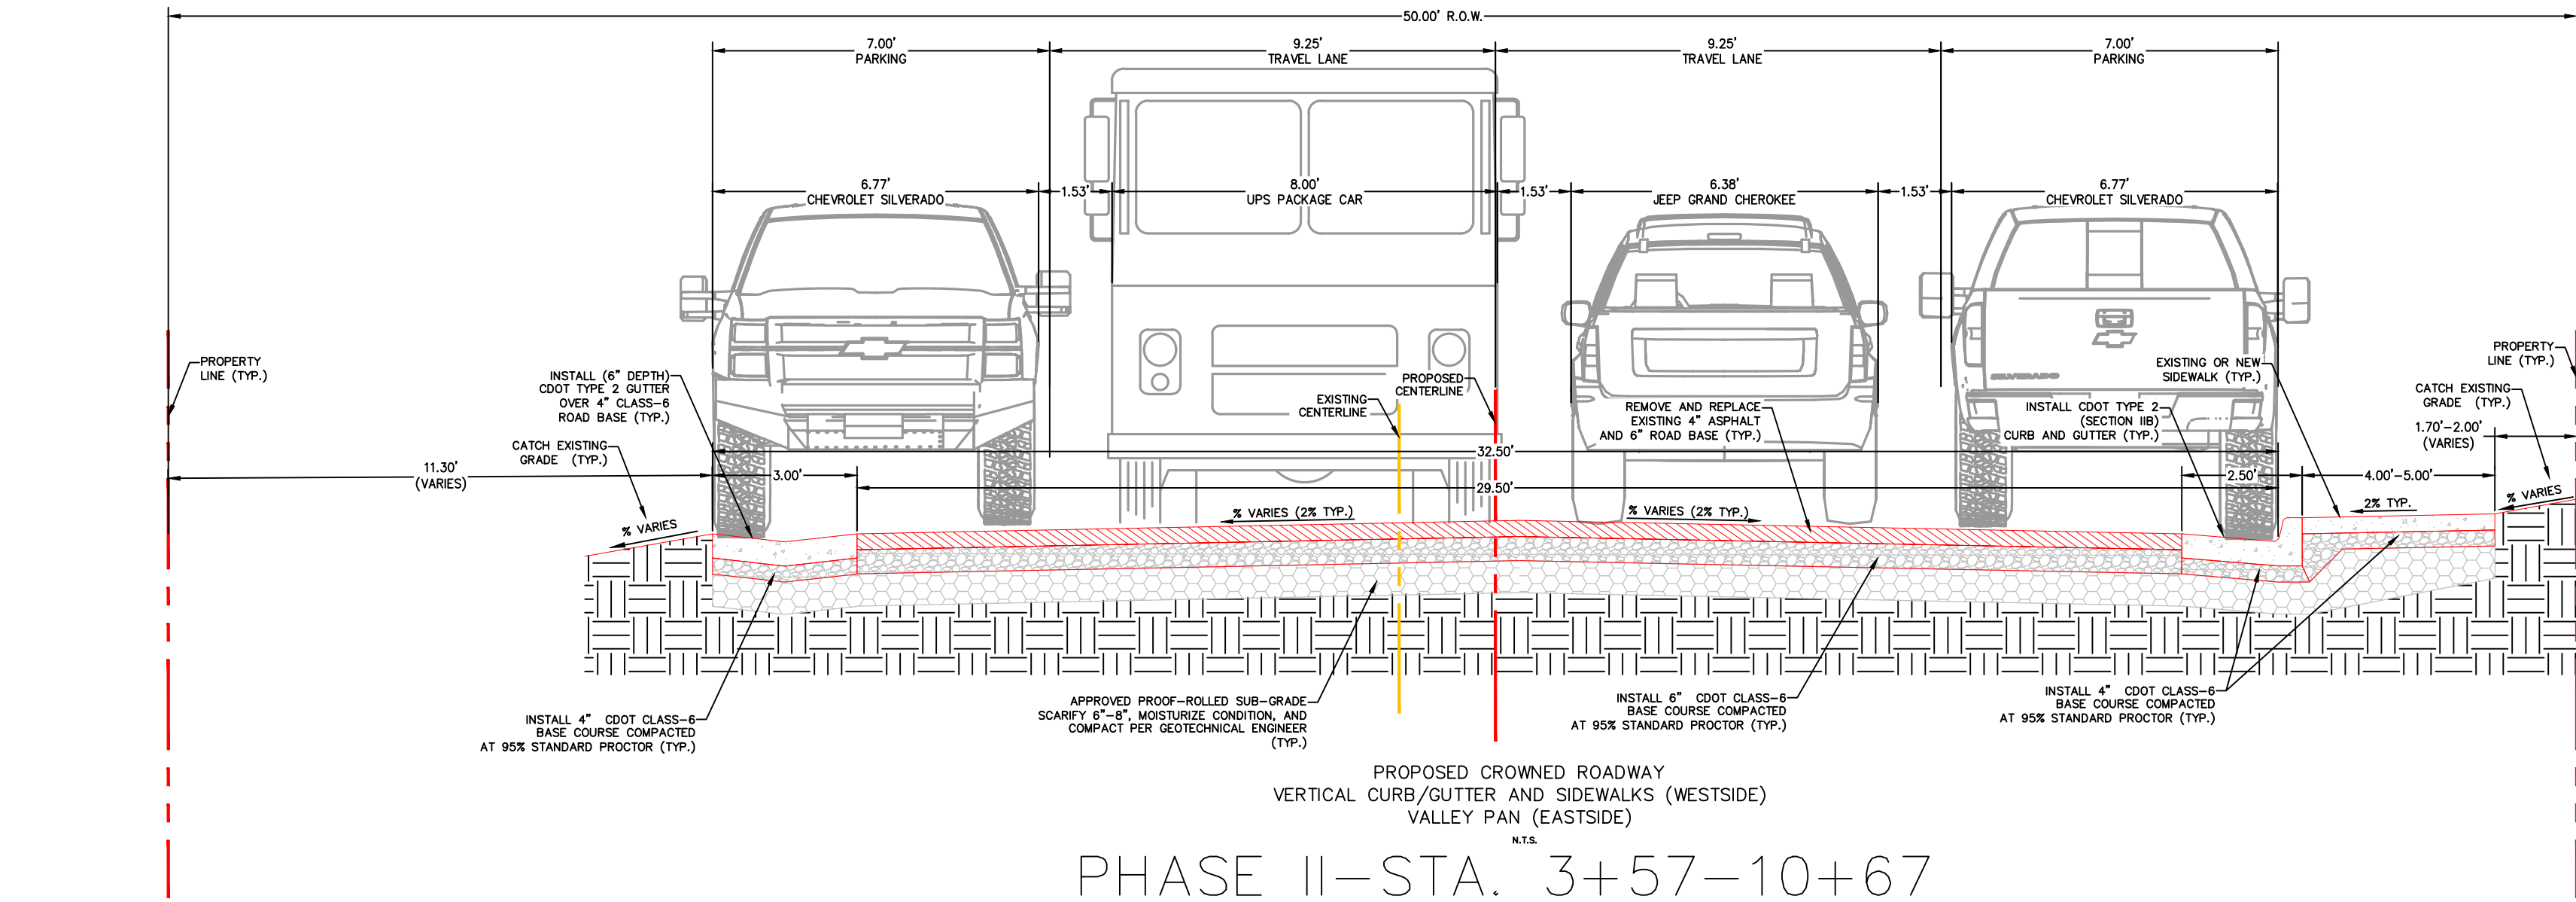 50.00' R.O.W.
7.00'
PARKING
9.25'
TRAVEL LANE
9.25'
TRAVEL LANE
7.00'
PARKING
6.77'
CHEVROLET SILVERADO
1.53'
8.00'
UPS PACKAGE CAR
1.53'
6.38'
JEEP GRAND CHEROKEE
1.53'
6.77'
CHEVROLET SILVERADO
PROPERTY
LINE (TYP.)
INSTALL (6" DEPTH)
CDOT TYPE 2 GUTTER
OVER 4" CLASS-6
ROAD BASE (TYP.)
CATCH EXISTING
GRADE (TYP.)
11.30'
(VARIES)
% VARIES
3.00'
EXISTING
CENTERLINE
PROPOSED
CENTERLINE
32.50'
29.50'
% VARIES (2% TYP.)
% VARIES (2% TYP.)
REMOVE AND REPLACE
EXISTING 4" ASPHALT
AND 6" ROAD BASE (TYP.)
SILVERADO
EXISTING OR NEW
SIDEWALK (TYP.)
INSTALL CDOT TYPE 2
(SECTION IIB)
CURB AND GUTTER (TYP.)
PROPERTY
LINE (TYP.)
CATCH EXISTING
GRADE (TYP.)
1.70'-2.00'
(VARIES)
2.50'
4.00'-5.00'
2% TYP.
% VARIES
INSTALL 4" CDOT CLASS-6
BASE COURSE COMPACTED
AT 95% STANDARD PROCTOR (TYP.)
APPROVED PROOF-ROLLED SUB-GRADE
SCARIFY 6"-8", MOISTURIZE CONDITION, AND
COMPACT PER GEOTECHNICAL ENGINEER
(TYP.)
INSTALL 6" CDOT CLASS-6
BASE COURSE COMPACTED
AT 95% STANDARD PROCTOR (TYP.)
INSTALL 4" CDOT CLASS-6
BASE COURSE COMPACTED
AT 95% STANDARD PROCTOR (TYP.)
PROPOSED CROWNED ROADWAY
VERTICAL CURB/GUTTER AND SIDEWALKS (WESTSIDE)
VALLEY PAN (EASTSIDE)
N.T.S.
PHASE II-STA. 3+57-10+67